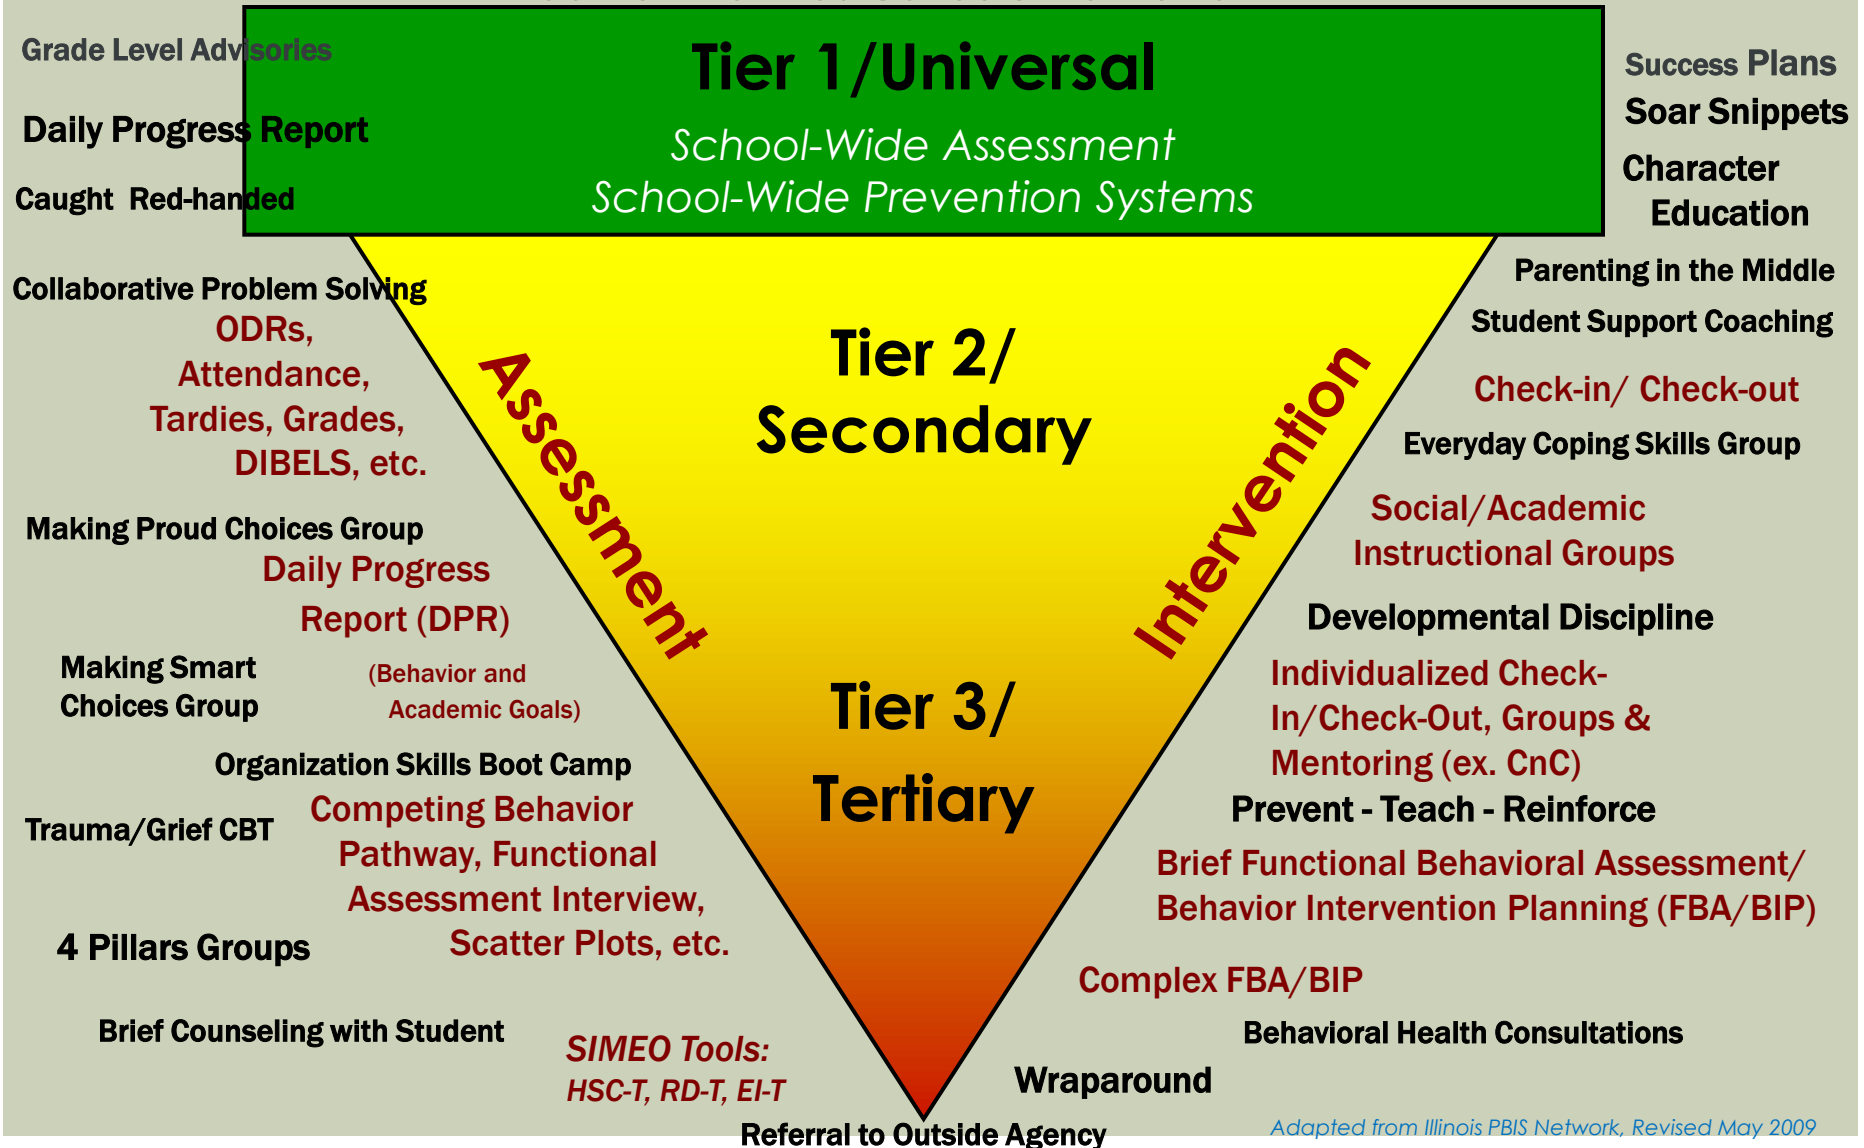 Grade Level Advisories
Daily Progress Report
Caught Red-handed
Tier 1/Universal
School-Wide Assessment
School-Wide Prevention Systems
Success Plans
Soar Snippets
Character
Education
Collaborative Problem Solving
ODRs,
Attendance,
Tardies, Grades,
DIBELS, etc.
Making Proud Choices Group
Daily Progress
Report (DPR)
Making Smart
Choices Group
(Behavior and
Academic Goals)
Organization Skills Boot Camp
Trauma/Grief CBT
Competing Behavior
Pathway, Functional
Assessment Interview,
Scatter Plots, etc.
4 Pillars Groups
Brief Counseling with Student
SIMEO Tools:
HSC-T, RD-T, EI-T
Assessment
Tier 2/
Secondary
Tier 3/
Tertiary
Intervention
Parenting in the Middle
Student Support Coaching
Check-in/ Check-out
Everyday Coping Skills Group
Social/Academic
Instructional Groups
Developmental Discipline
Individualized Check-
In/Check-Out, Groups &
Mentoring (ex. CnC)
Prevent - Teach - Reinforce
Brief Functional Behavioral Assessment/
Behavior Intervention Planning (FBA/BIP)
Complex FBA/BIP
Behavioral Health Consultations
Wraparound
Referral to Outside Agency
Adapted from Illinois PBIS Network, Revised May 2009